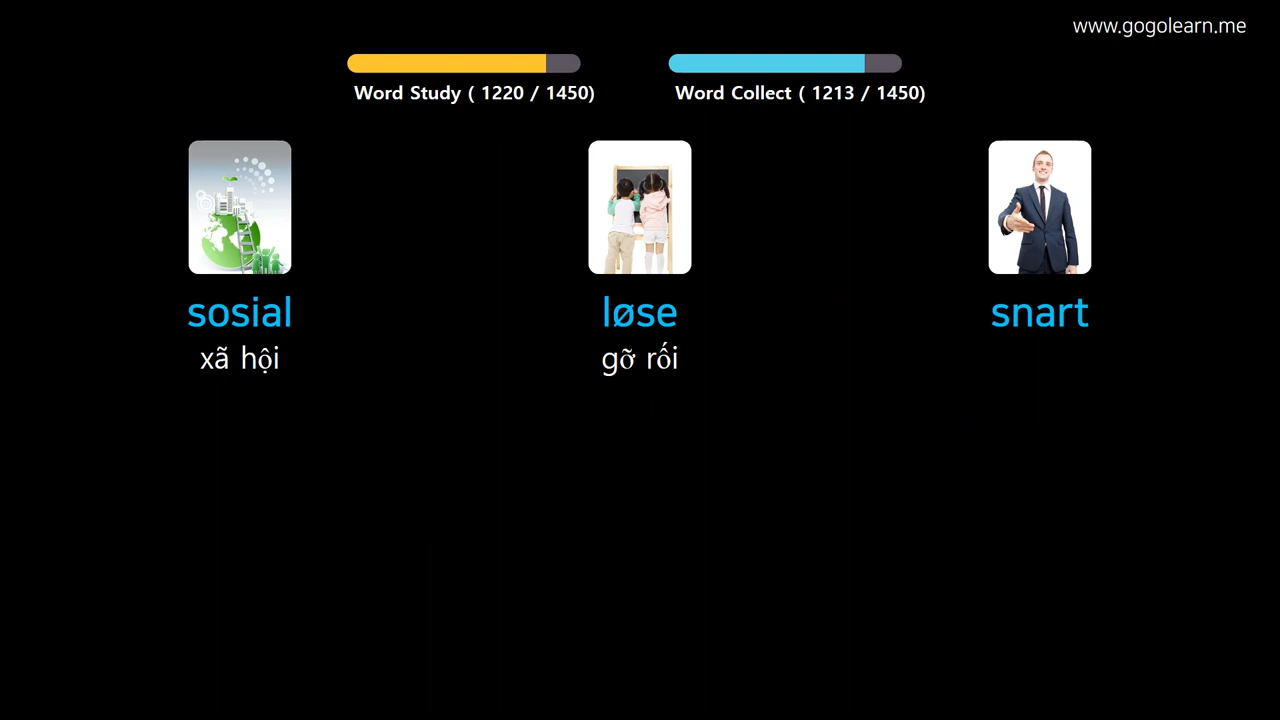 www.gogolearn.me
Word Study ( 1220 / 1450)
Word Collect ( 1213 / 1450)
sosial
løse
snart
xã hội
gỡ rối